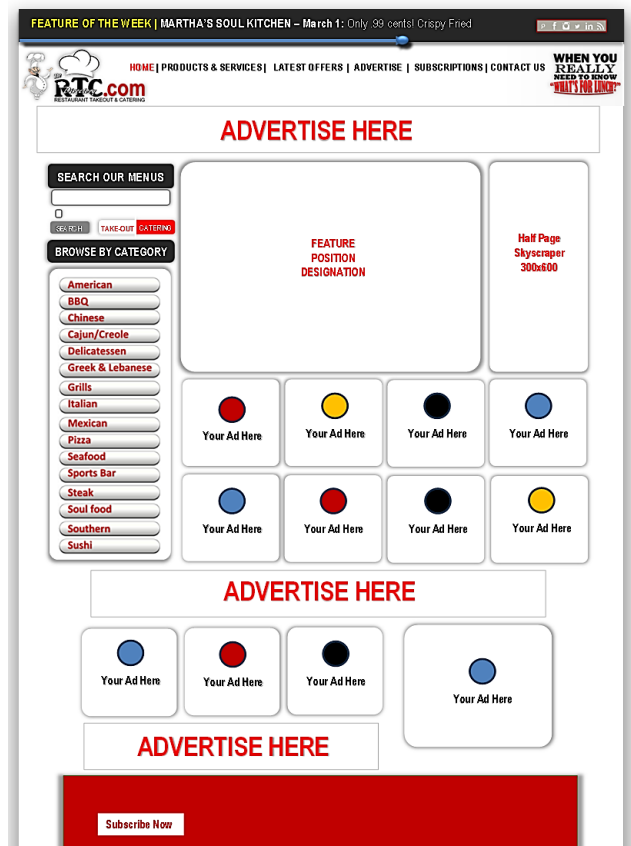 FEATURE OF THE WEEK | MARTHA'S SOUL KITCHEN – March 1: Only .99 cents! Crispy Fried
RTC.com
RESTAURANT TAKEOUT & CATERING
HOME | PRODUCTS & SERVICES | LATEST OFFERS | ADVERTISE | SUBSCRIPTIONS | CONTACT US
WHEN YOU
REALLY
NEED TO KNOW
"WHAT'S FOR LUNCH?"
ADVERTISE HERE
SEARCH OUR MENUS
SEARCH
TAKE-OUT
CATERING
BROWSE BY CATEGORY
American
BBQ
Chinese
Cajun/Creole
Delicatessen
Greek & Lebanese
Grills
Italian
Mexican
Pizza
Seafood
Sports Bar
Steak
Soul food
Southern
Sushi
FEATURE
POSITION
DESIGNATION
Half Page
Skyscraper
300x600
Your Ad Here
Your Ad Here
Your Ad Here
Your Ad Here
Your Ad Here
Your Ad Here
Your Ad Here
Your Ad Here
ADVERTISE HERE
Your Ad Here
Your Ad Here
Your Ad Here
Your Ad Here
ADVERTISE HERE
Subscribe Now